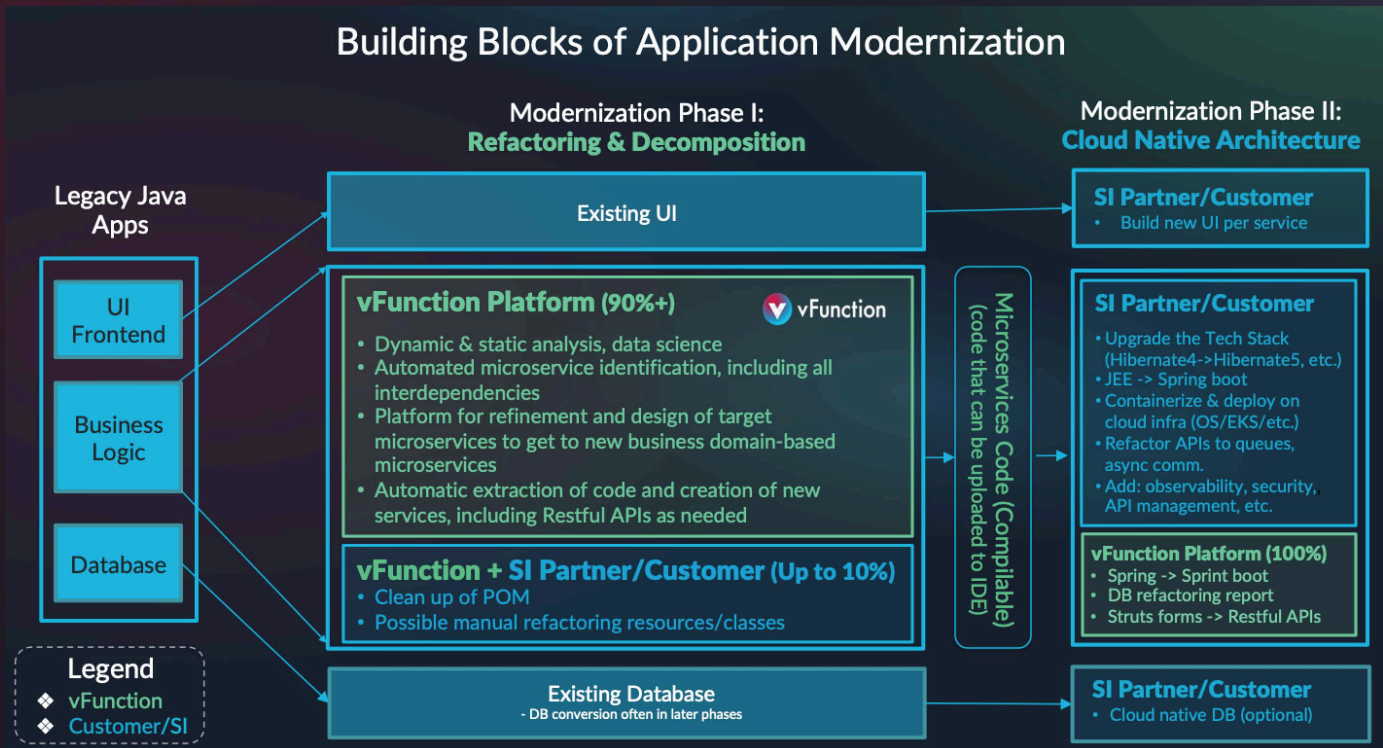 Building Blocks of Application Modernization
Modernization Phase I:
Refactoring & Decomposition
Modernization Phase II:
Cloud Native Architecture
Legacy Java
Apps
UI
Frontend
Business
Logic
Database
Existing UI
vFunction Platform (90%+)
vFunction
• Dynamic & static analysis, data science
• Automated microservice identification, including all
interdependencies
• Platform for refinement and design of target
microservices to get to new business domain-based
microservices
• Automatic extraction of code and creation of new
services, including Restful APIs as needed
vFunction + SI Partner/Customer (Up to 10%)
• Clean up of POM
• Possible manual refactoring resources/classes
Existing Database
- DB conversion often in later phases
Microservices Code (Compilable)
(code that can be uploaded to IDE)
SI Partner/Customer
• Build new UI per service
SI Partner/Customer
• Upgrade the Tech Stack
(Hibernate4->Hibernate5, etc.)
• JEE -> Spring boot
• Containerize & deploy on
cloud infra (OS/EKS/etc.)
• Refactor APIs to queues,
async comm.
• Add: observability, security,,
API management, etc.
vFunction Platform (100%)
• Spring -> Sprint boot
• DB refactoring report
• Struts forms -> Restful APIs
SI Partner/Customer
• Cloud native DB (optional)
Legend
❖ vFunction
❖ Customer/SI